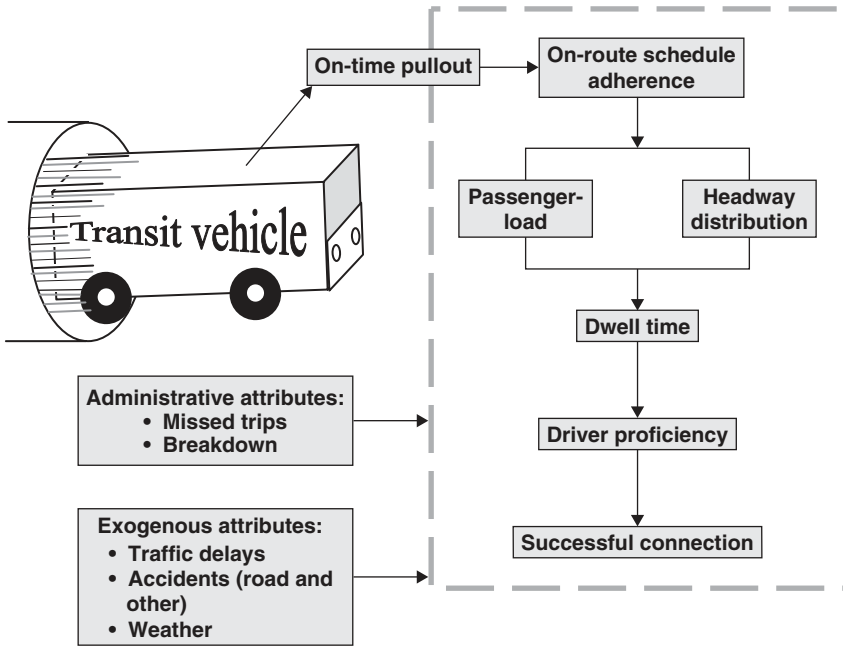 On-time pullout
On-route schedule
adherence
Passenger-
load
Headway
distribution
Transit vehicle
Dwell time
Administrative attributes:
• Missed trips
• Breakdown
Driver proficiency
Exogenous attributes:
• Traffic delays
• Accidents (road and
other)
• Weather
Successful connection